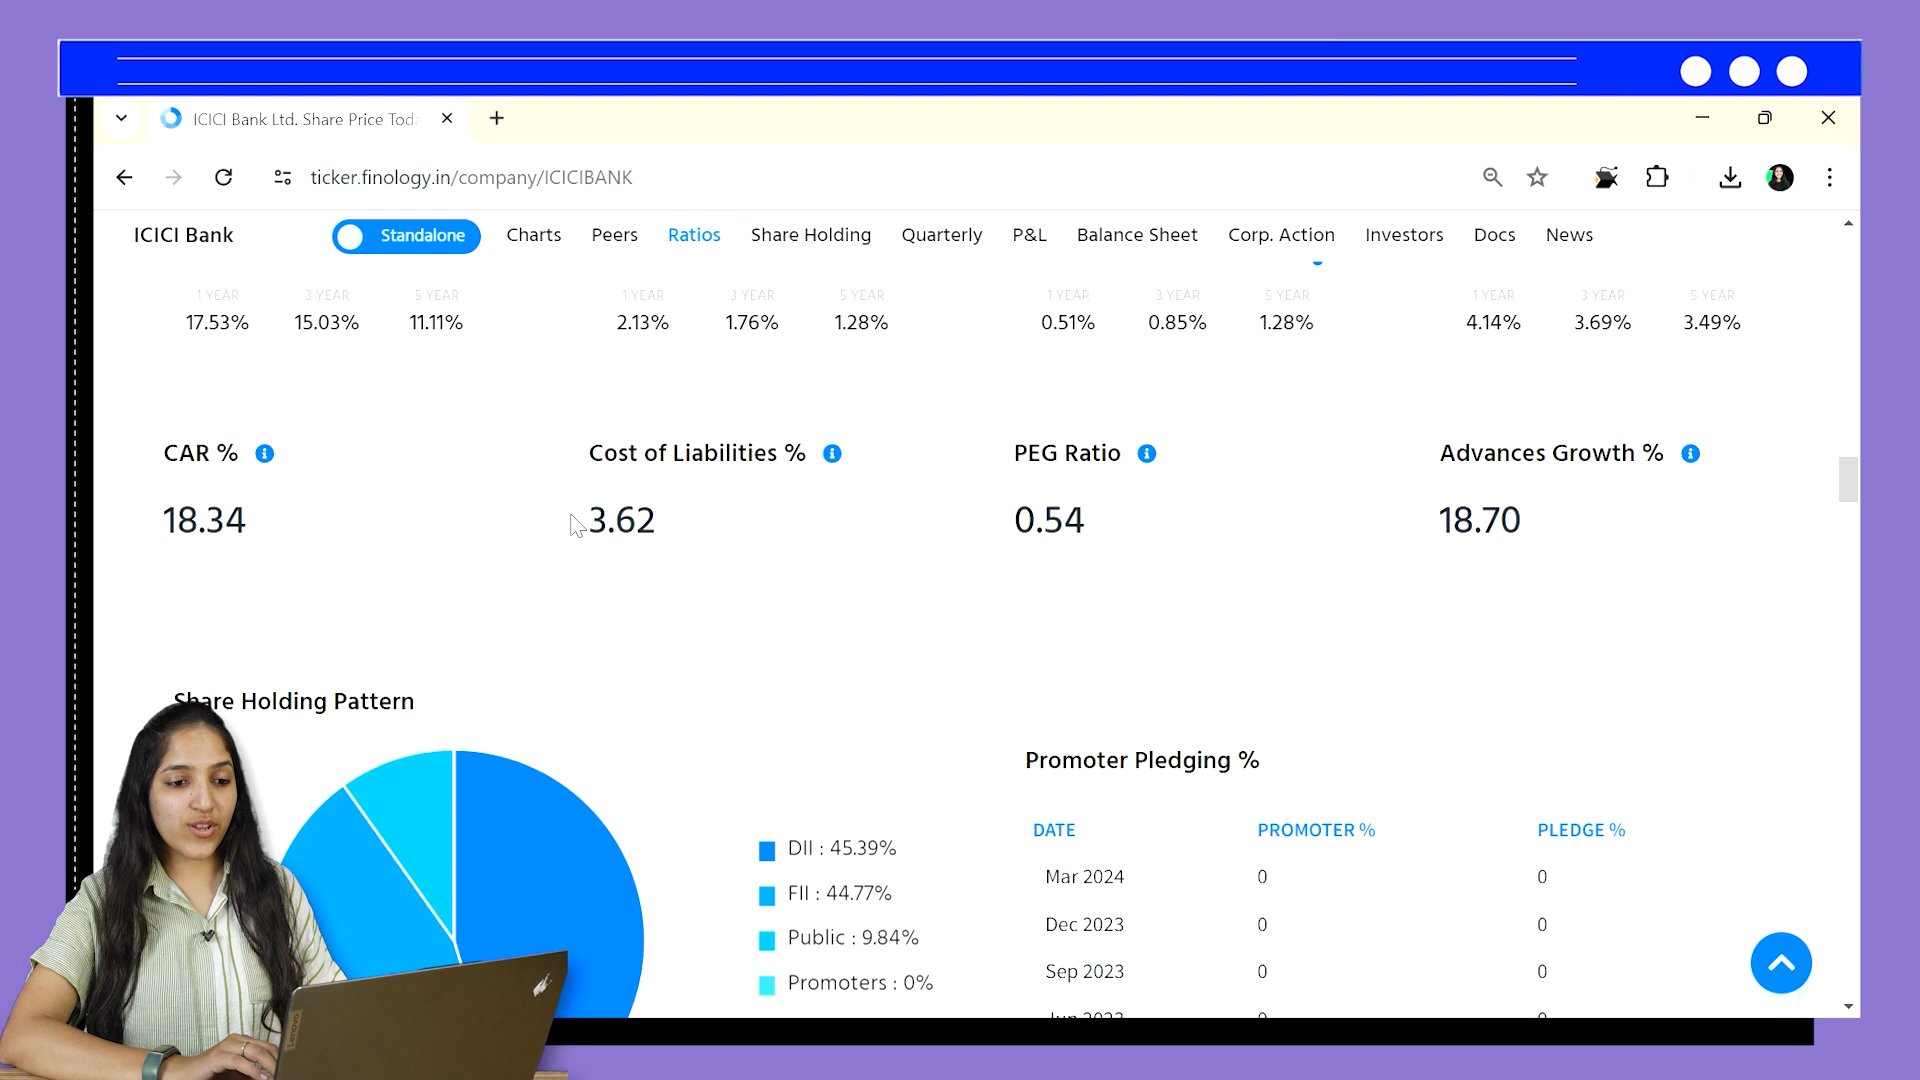 ICICI Bank Ltd. Share Price Toda
ticker.finology.in/company/ICICIBANK
ICICI Bank Standalone Charts Peers Ratios Share Holding Quarterly P&L Balance Sheet Corp. Action Investors Docs News
1 YEAR 3 YEAR 5 YEAR 1 YEAR 3 YEAR 5 YEAR 1 YEAR 3 YEAR 5 YEAR 1 YEAR 3 YEAR 5 YEAR
17.53% 15.03% 11.11% 2.13% 1.76% 1.28% 0.51% 0.85% 1.28% 4.14% 3.69% 3.49%
CAR % Cost of Liabilities % PEG Ratio Advances Growth %
18.34 3.62 0.54 18.70
Share Holding Pattern
DII : 45.39%
FII : 44.77%
Public : 9.84%
Promoters : 0%
Promoter Pledging %
DATE PROMOTER % PLEDGE %
Mar 2024 0 0
Dec 2023 0 0
Sep 2023 0 0
Jun 2023 0 0
Lenovo